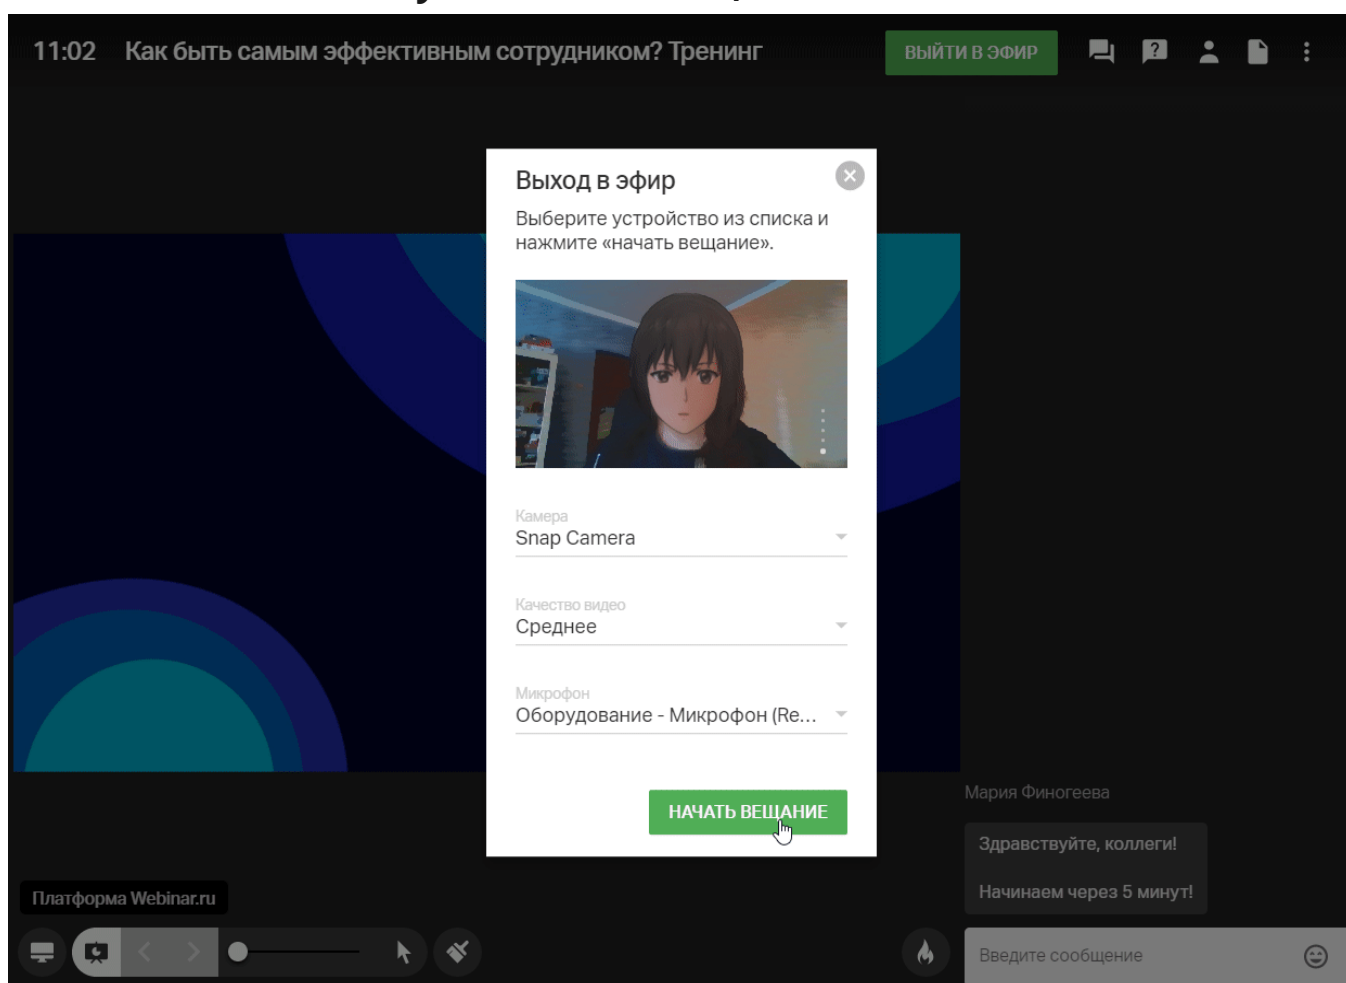 11:02 Как быть самым эффективным сотрудником? Тренинг
ВЫЙТИ В ЭФИР
Выход в эфир
Выберите устройство из списка и
нажмите «начать вещание».
Камера
Snap Camera
Качество видео
Среднее
Микрофон
Оборудование - Микрофон (Re...
НАЧАТЬ ВЕЩАНИЕ
Мария Финогеева
Здравствуйте, коллеги!
Начинаем через 5 минут!
Платформа Webinar.ru
Введите сообщение